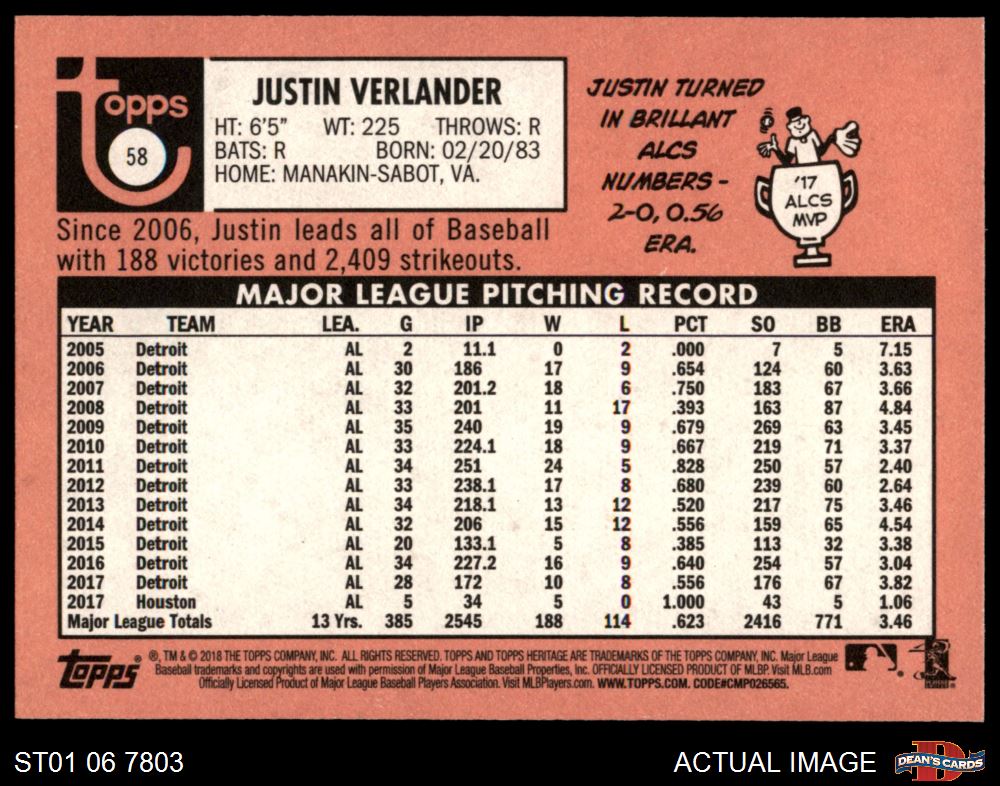 Topps
58
JUSTIN VERLANDER
HT: 6'5" WT: 225 THROWS: R
BATS: R BORN: 02/20/83
HOME: MANAKIN-SABOT, VA.
JUSTIN TURNED
IN BRILLANT
ALCS
NUMBERS -
2-0, 0.56
ERA.
'17
ALCS
MVP
Since 2006, Justin leads all of Baseball
with 188 victories and 2,409 strikeouts.
MAJOR LEAGUE PITCHING RECORD
YEAR TEAM LEA. G IP W L PCT SO BB ERA
2005 Detroit AL 2 11.1 0 2 .000 7 5 7.15
2006 Detroit AL 30 186 17 9 .654 124 60 3.63
2007 Detroit AL 32 201.2 18 6 .750 183 67 3.66
2008 Detroit AL 33 201 11 17 .393 163 87 4.84
2009 Detroit AL 35 240 19 9 .679 269 63 3.45
2010 Detroit AL 33 224.1 18 9 .667 219 71 3.37
2011 Detroit AL 34 251 24 5 .828 250 57 2.40
2012 Detroit AL 33 238.1 17 8 .680 239 60 2.64
2013 Detroit AL 34 218.1 13 12 .520 217 75 3.46
2014 Detroit AL 32 206 15 12 .556 159 65 4.54
2015 Detroit AL 20 133.1 5 8 .385 113 32 3.38
2016 Detroit AL 34 227.2 16 9 .640 254 57 3.04
2017 Detroit AL 28 172 10 8 .556 176 67 3.82
2017 Houston AL 5 34 5 0 1.000 43 5 1.06
Major League Totals 13 Yrs. 385 2545 188 114 .623 2416 771 3.46
Topps® ®, TM & © 2018 THE TOPPS COMPANY, INC. ALL RIGHTS RESERVED. TOPPS AND TOPPS HERITAGE ARE TRADEMARKS OF THE TOPPS COMPANY, INC. Major League
Baseball trademarks and copyrights are used with permission of Major League Baseball Properties, Inc. OFFICIALLY LICENSED PRODUCT OF MLBP. Visit MLB.com
Officially Licensed Product of Major League Baseball Players Association. Visit MLBPlayers.com. WWW.TOPPS.COM. CODE#CMP026565.
ST01 06 7803
ACTUAL IMAGE
DEAN'S CARDS